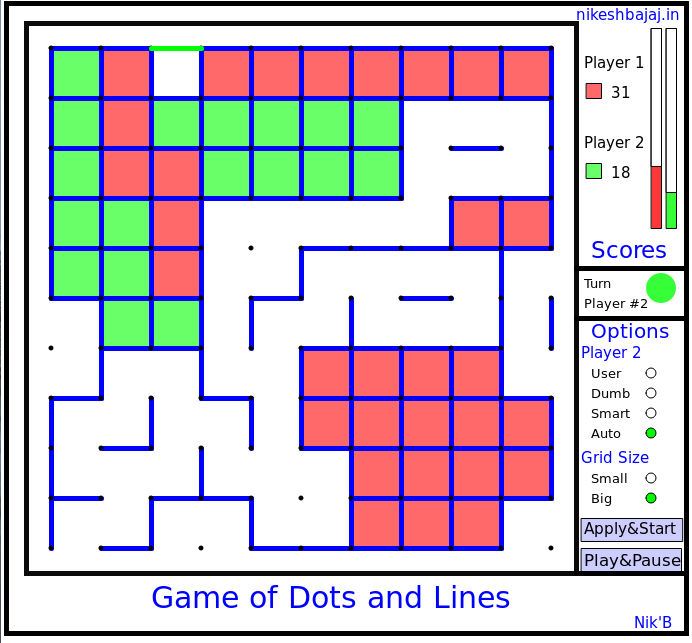 nikeshbajaj.in
Player 1
31
Player 2
18
Scores
Turn
Player #2
Options
Player 2
User
Dumb
Smart
Auto
Grid Size
Small
Big
Apply&Start
Play&Pause
Game of Dots and Lines
Nik'B